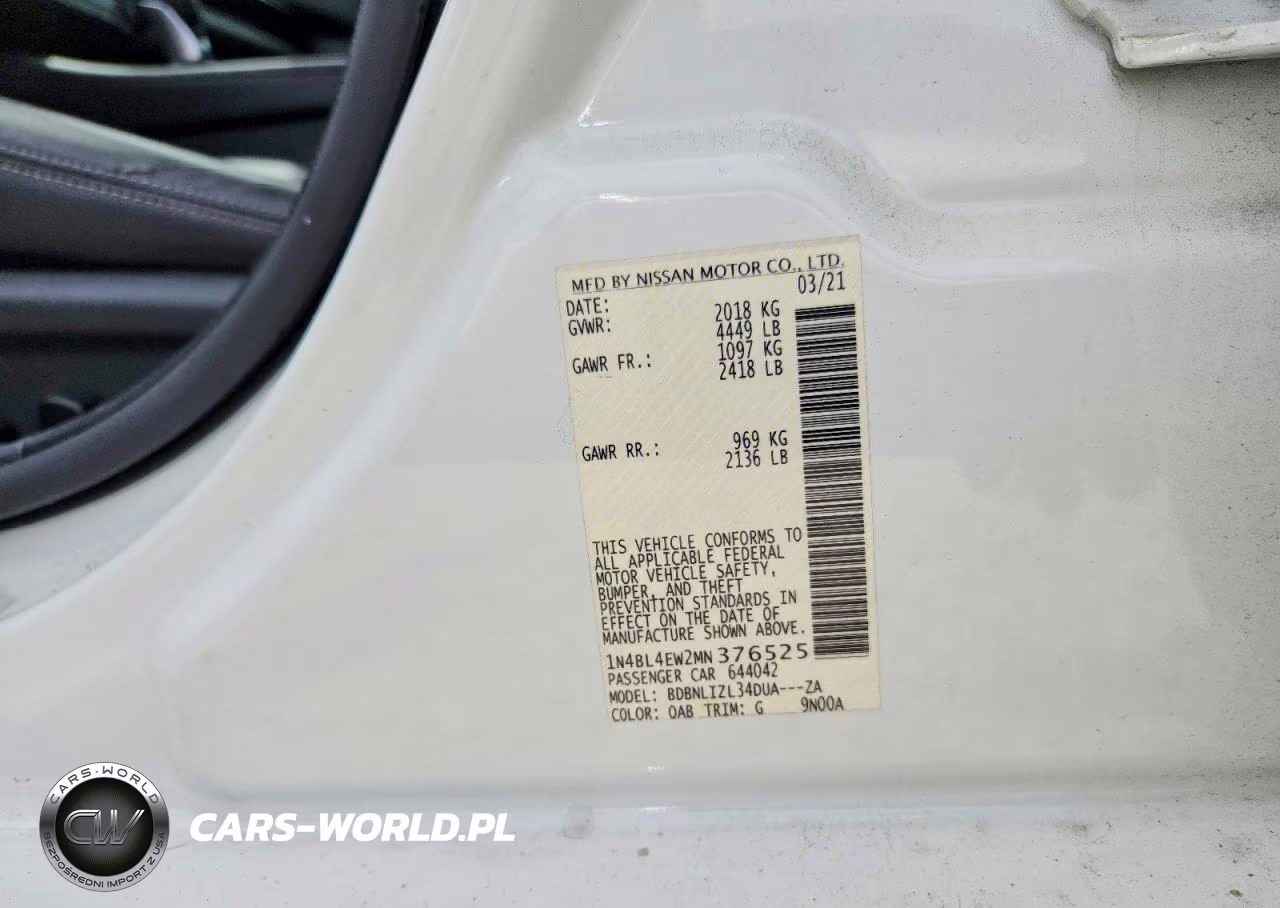 MFD BY NISSAN MOTOR CO., LTD.
DATE: 03/21
GVWR: 2018 KG
4449 LB
GAWR FR.: 1097 KG
2418 LB
GAWR RR.: 969 KG
2136 LB
THIS VEHICLE CONFORMS TO
ALL APPLICABLE FEDERAL
MOTOR VEHICLE SAFETY,
BUMPER, AND THEFT
PREVENTION STANDARDS IN
EFFECT ON THE DATE OF
MANUFACTURE SHOWN ABOVE.
1N4BL4EW2MN376525
PASSENGER CAR 644042
MODEL: BDBNLIZL34DUA---ZA
COLOR: QAB TRIM: G 9N00A
CARS-WORLD
CW
BEZPOŚREDNI IMPORT Z USA
CARS-WORLD.PL